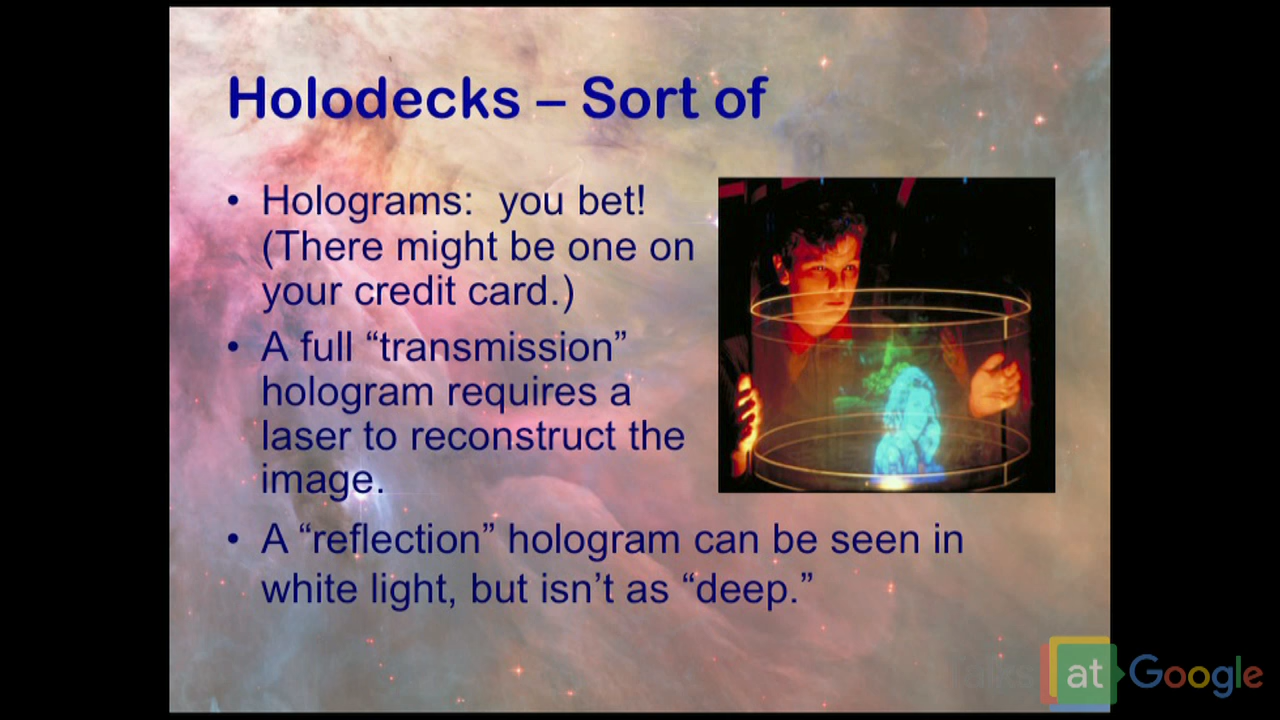 Holodecks – Sort of
• Holograms:  you bet!
(There might be one on
your credit card.)
• A full “transmission”
hologram requires a
laser to reconstruct the
image.
• A “reflection” hologram can be seen in
white light, but isn’t as “deep.”
at Google